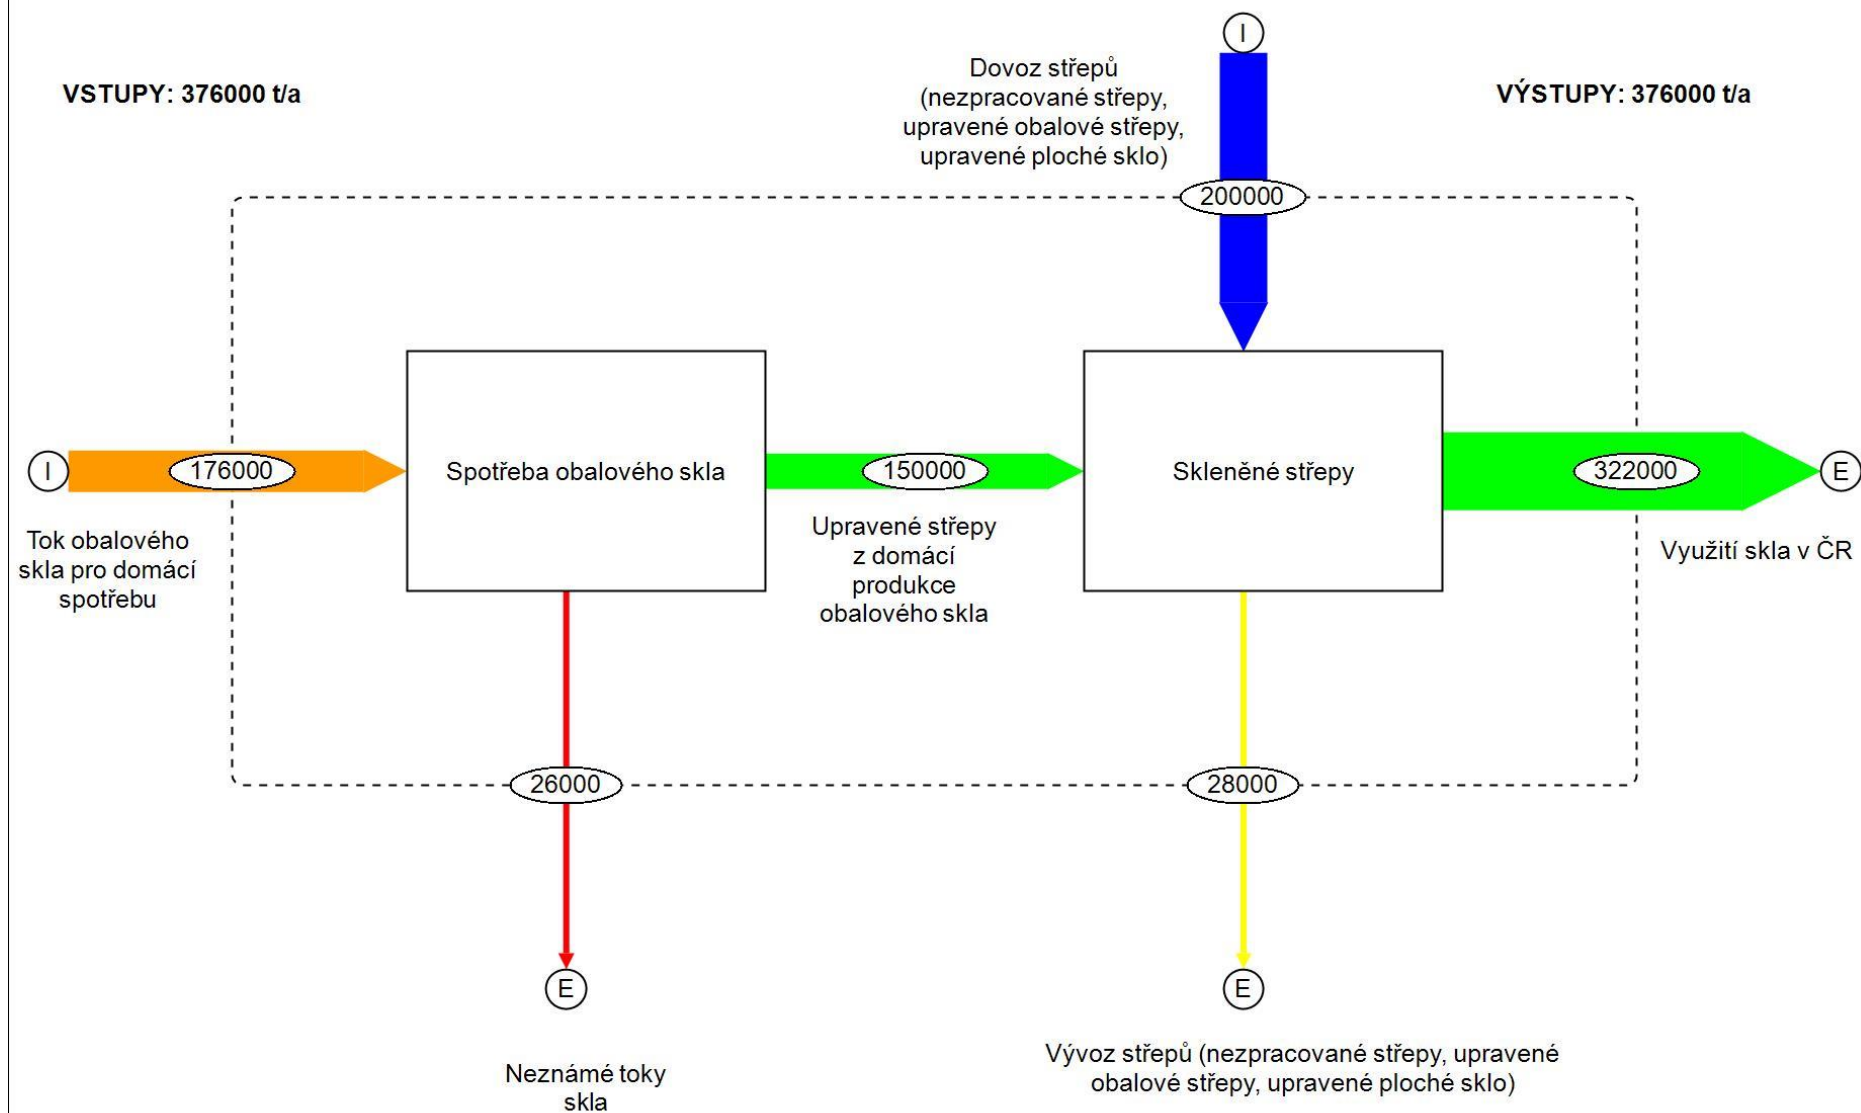 I
Dovoz střepů
(nezpracované střepy,
upravené obalové střepy,
upravené ploché sklo)
VSTUPY: 376000 t/a
VÝSTUPY: 376000 t/a
200000
I
176000
Spotřeba obalového skla
150000
Skleněné střepy
322000
E
Tok obalového
skla pro domácí
spotřebu
Upravené střepy
z domácí
produkce
obalového skla
Využití skla v ČR
26000
28000
E
E
Neznámé toky
skla
Vývoz střepů (nezpracované střepy, upravené
obalové střepy, upravené ploché sklo)